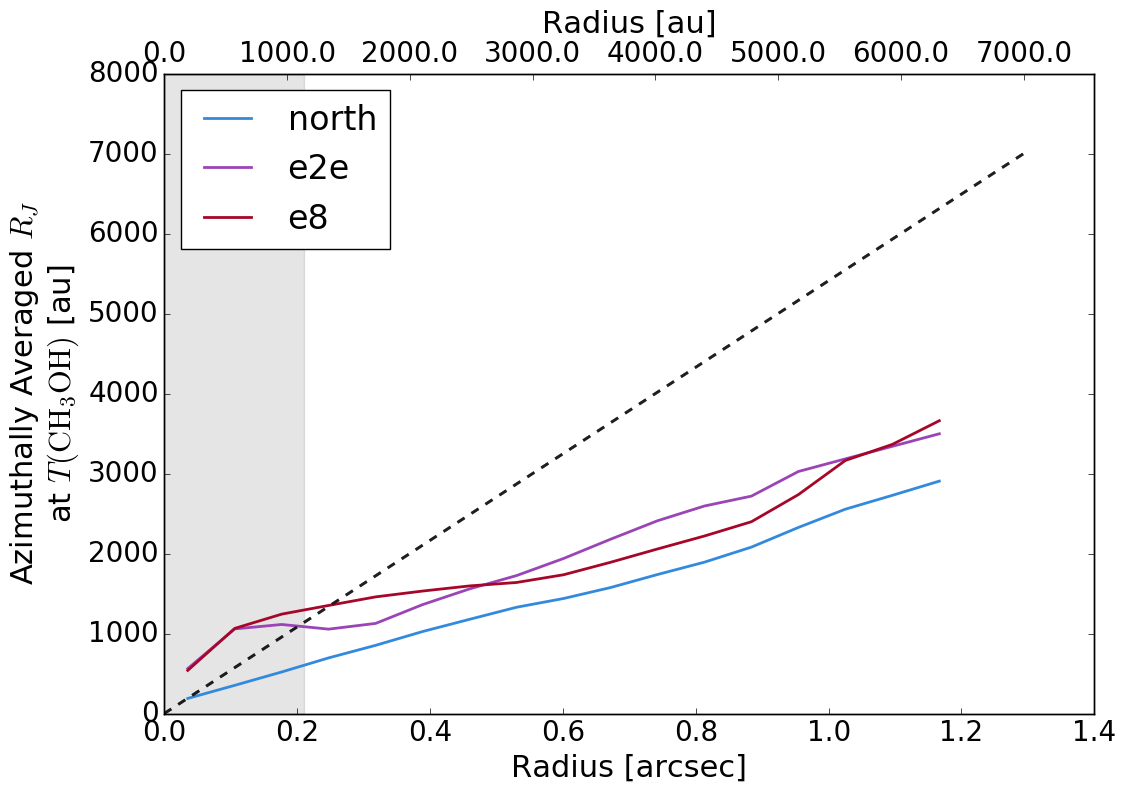 Radius [au]
0.0 1000.0 2000.0 3000.0 4000.0 5000.0 6000.0 7000.0
8000
7000
6000
5000
4000
3000
2000
1000
0
north
e2e
e8
Azimuthally Averaged R_J
at T(CH_3OH) [au]
0.0 0.2 0.4 0.6 0.8 1.0 1.2 1.4
Radius [arcsec]